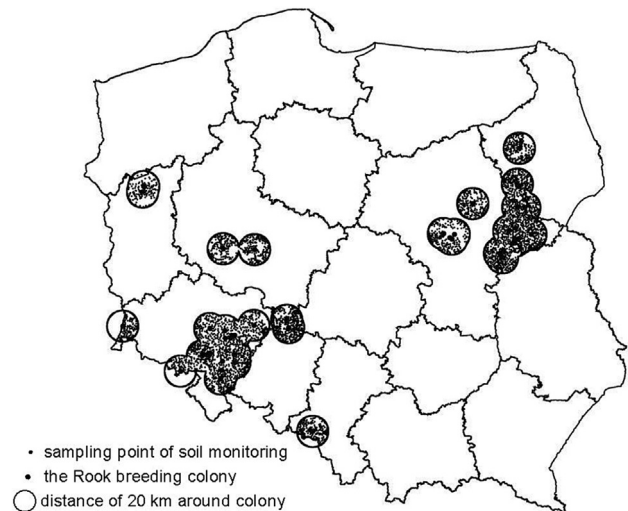 sampling point of soil monitoring
the Rook breeding colony
distance of 20 km around colony